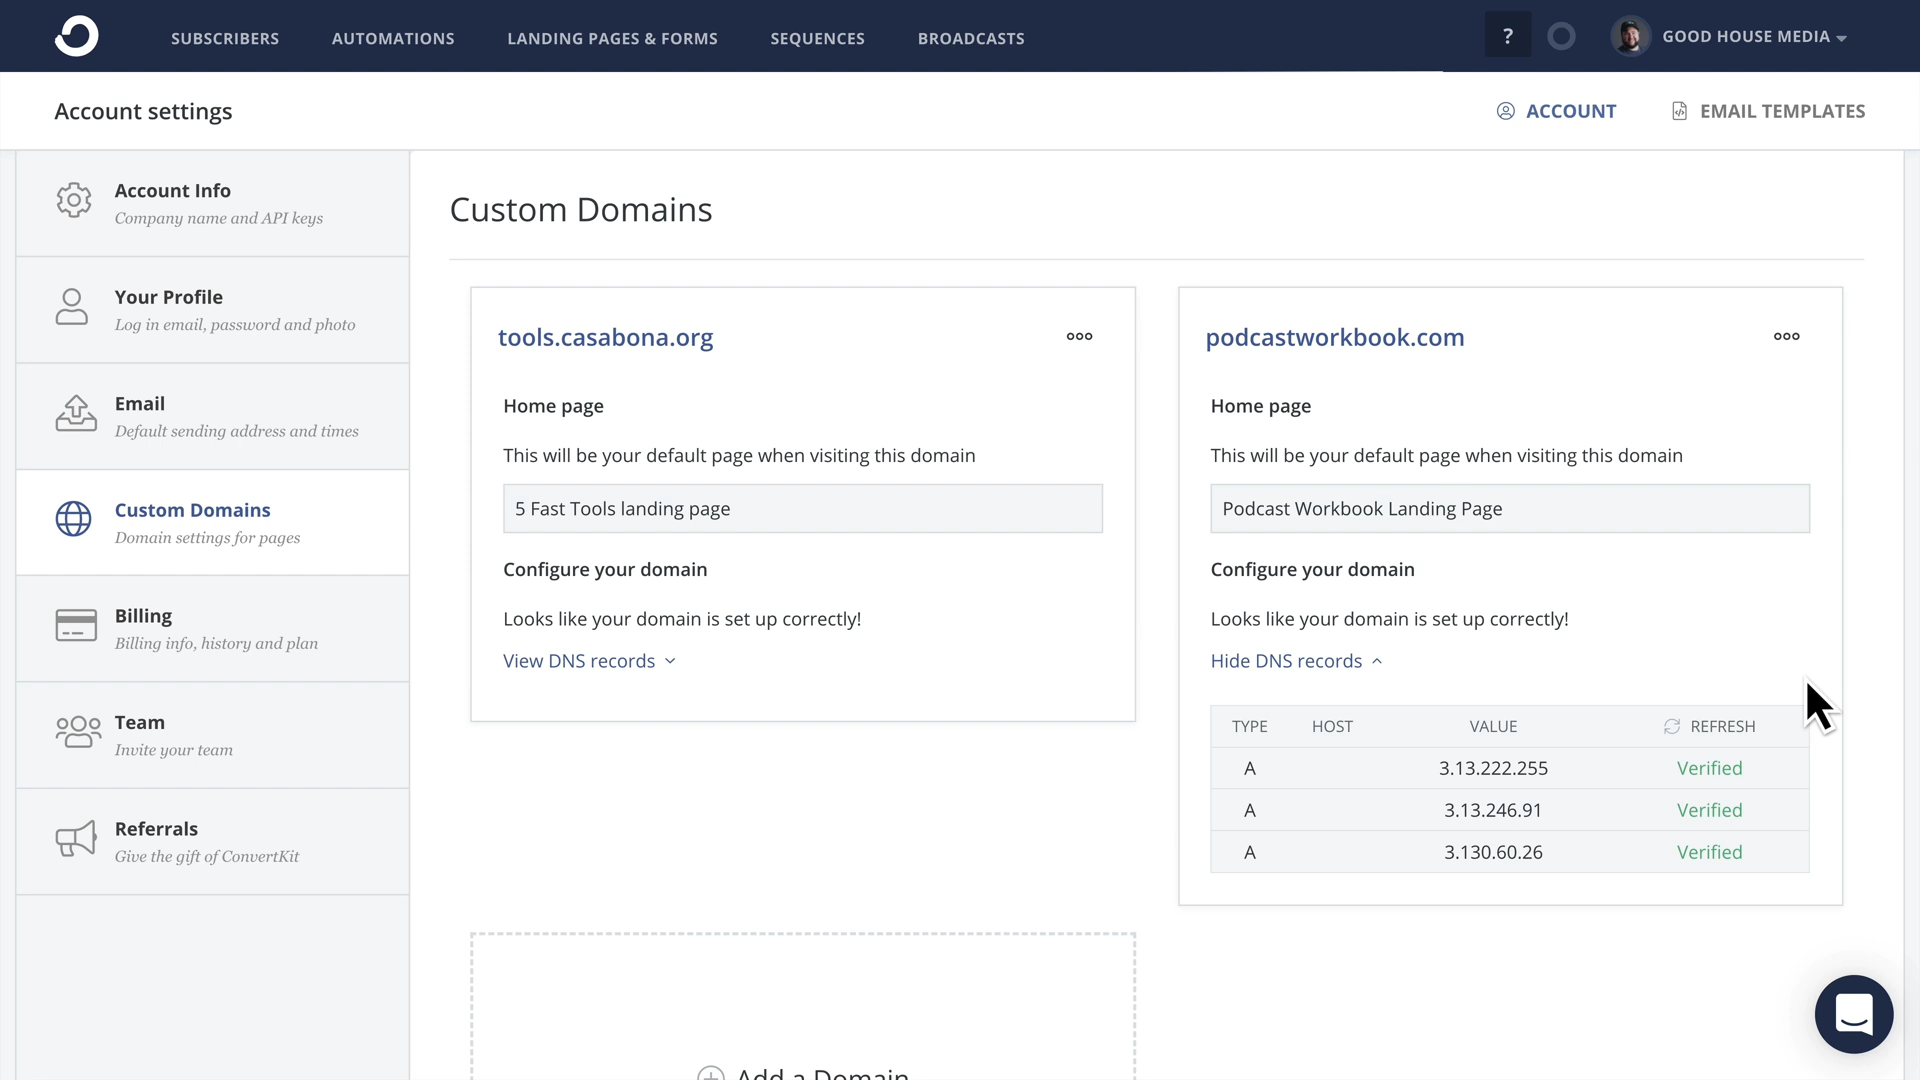 SUBSCRIBERS AUTOMATIONS LANDING PAGES & FORMS SEQUENCES BROADCASTS ? GOOD HOUSE MEDIA
Account settings ACCOUNT EMAIL TEMPLATES
Account Info
Company name and API keys
Your Profile
Log in email, password and photo
Email
Default sending address and times
Custom Domains
Domain settings for pages
Billing
Billing info, history and plan
Team
Invite your team
Referrals
Give the gift of ConvertKit
Custom Domains
tools.casabona.org
Home page
This will be your default page when visiting this domain
5 Fast Tools landing page
Configure your domain
Looks like your domain is set up correctly!
View DNS records
podcastworkbook.com
Home page
This will be your default page when visiting this domain
Podcast Workbook Landing Page
Configure your domain
Looks like your domain is set up correctly!
Hide DNS records
TYPE HOST VALUE REFRESH
A 3.13.222.255 Verified
A 3.13.246.91 Verified
A 3.130.60.26 Verified
Add a Domain